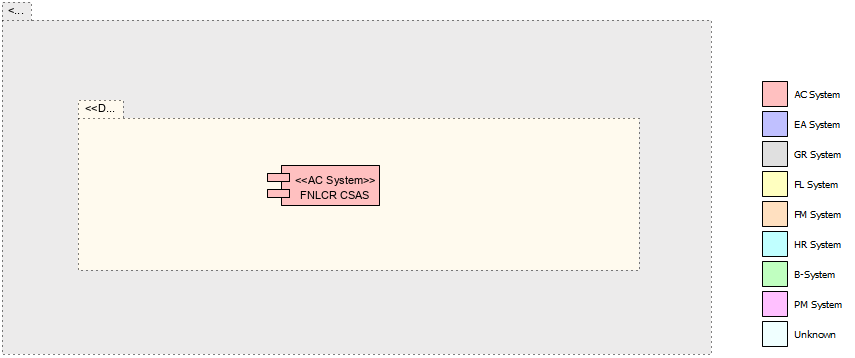 <...
<<D...
<<AC System>>
FNLCR CSAS
AC System
EA System
GR System
FL System
FM System
HR System
B-System
PM System
Unknown